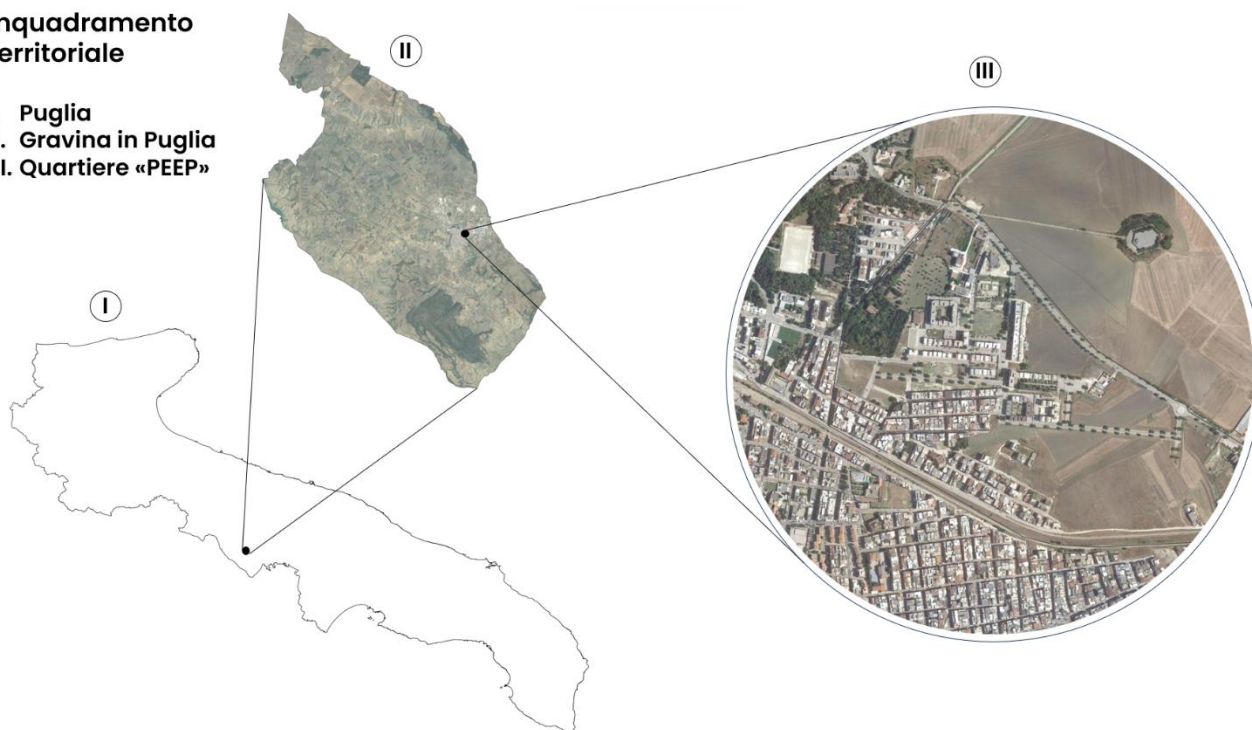 nquadramento
erritoriale
Puglia
. Gravina in Puglia
I. Quartiere «PEEP»
I
II
III